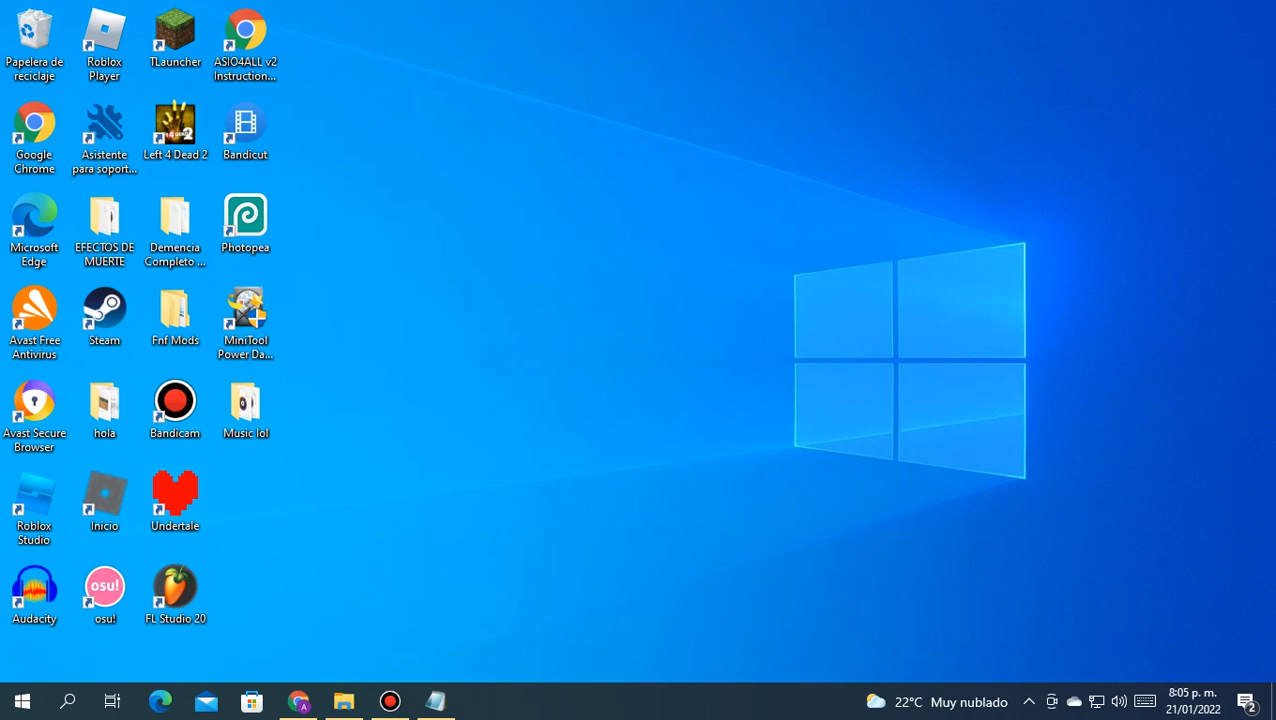 Papelera de
reciclaje
Roblox
Player
TLauncher
ASIO4ALL v2
Instruction...
Google
Chrome
Asistente
para soport...
Left 4 Dead 2
Bandicut
Microsoft
Edge
EFECTOS DE
MUERTE
Demencia
Completo ...
Photopea
Avast Free
Antivirus
Steam
Fnf Mods
MiniTool
Power Da...
Avast Secure
Browser
hola
Bandicam
Music lol
Roblox
Studio
Inicio
Undertale
osu!
Audacity
osu!
FL Studio 20
A
22°C Muy nublado
8:05 p. m.
21/01/2022
2